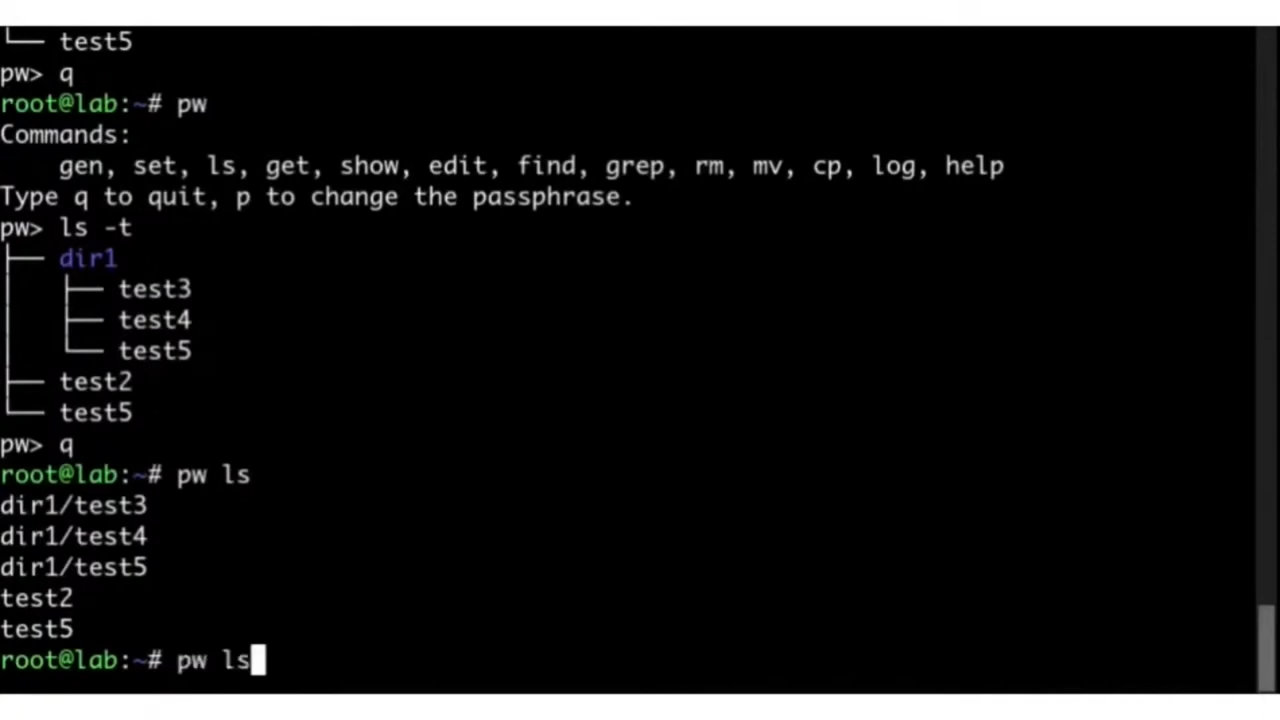 └── test5
pw> q
root@lab:~# pw
Commands:
    gen, set, ls, get, show, edit, find, grep, rm, mv, cp, log, help
Type q to quit, p to change the passphrase.
pw> ls -t
├── dir1
│   ├── test3
│   ├── test4
│   └── test5
├── test2
└── test5
pw> q
root@lab:~# pw ls
dir1/test3
dir1/test4
dir1/test5
test2
test5
root@lab:~# pw ls